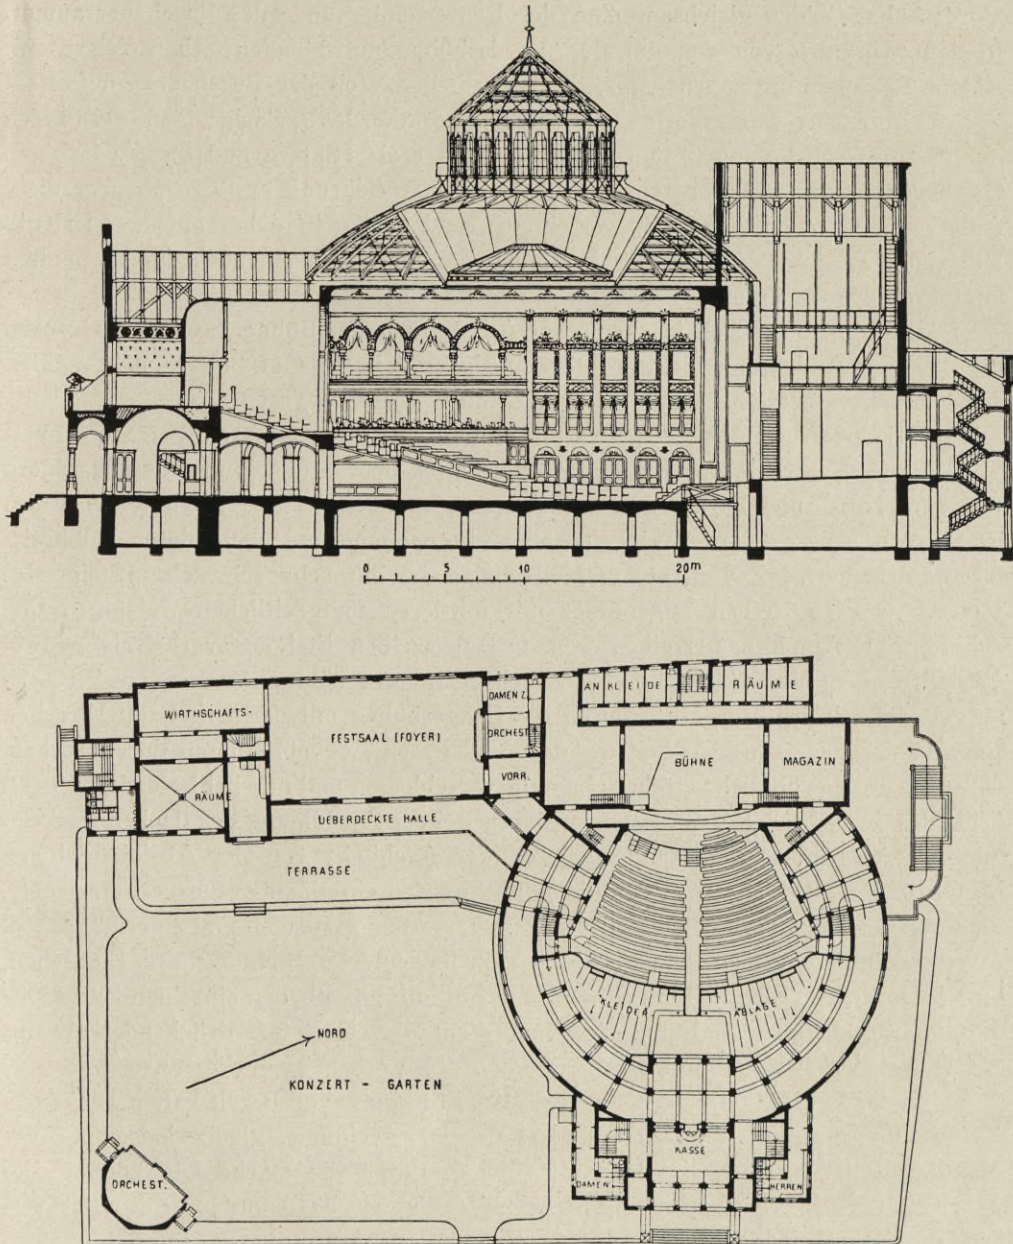 0 5 10 20 m
ANKLEIDE RÄUME
WIRTHSCHAFTS-
DAMEN Z.
FESTSAAL (FOYER)
ORCHEST.
BÜHNE
MAGAZIN
RÄUME
VORR.
UEBERDECKTE HALLE
TERRASSE
KLEIDER ABLAGE
NORD
KONZERT - GARTEN
KASSE
ORCHEST.
DAMEN
HERREN